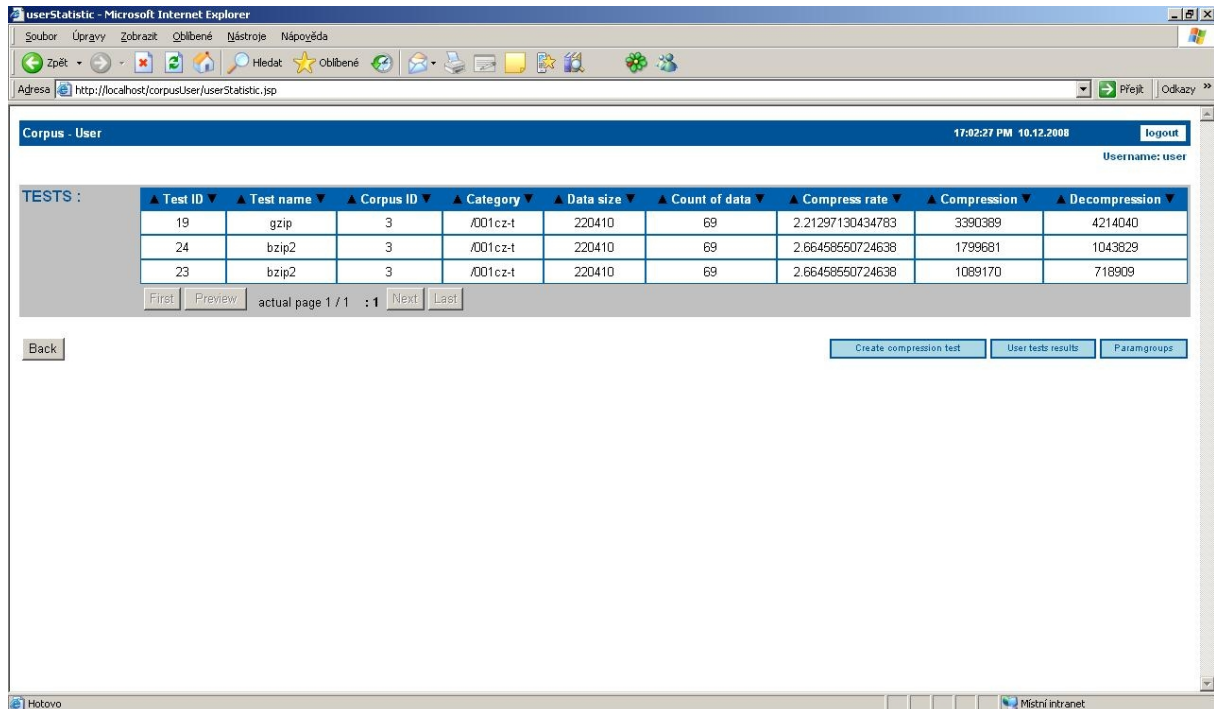 userStatistic - Microsoft Internet Explorer
Soubor Úpravy Zobrazit Oblíbené Nástroje Nápověda
Zpět Hledat Oblíbené
Adresa http://localhost/corpusUser/userStatistic.jsp Přejít Odkazy »
Corpus - User 17:02:27 PM 10.12.2008 logout
Username: user
TESTS :
▲ Test ID ▼ ▲ Test name ▼ ▲ Corpus ID ▼ ▲ Category ▼ ▲ Data size ▼ ▲ Count of data ▼ ▲ Compress rate ▼ ▲ Compression ▼ ▲ Decompression ▼
19 gzip 3 /001cz-t 220410 69 2.21297130434783 3390389 4214040
24 bzip2 3 /001cz-t 220410 69 2.66458550724638 1799681 1043829
23 bzip2 3 /001cz-t 220410 69 2.66458550724638 1089170 718909
First Preview actual page 1 / 1 : 1 Next Last
Back Create compression test User tests results Paramgroups
Hotovo Místní intranet